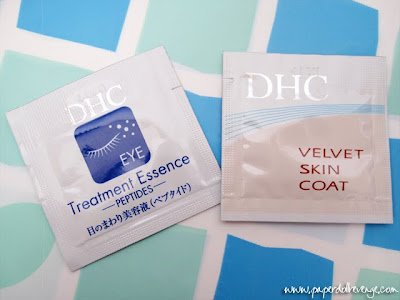 DHC
EYE
Treatment Essence
—PEPTIDES—
目のまわり美容液(ペプタイド)
DHC
VELVET
SKIN
COAT
www.paperdollrevenge.com